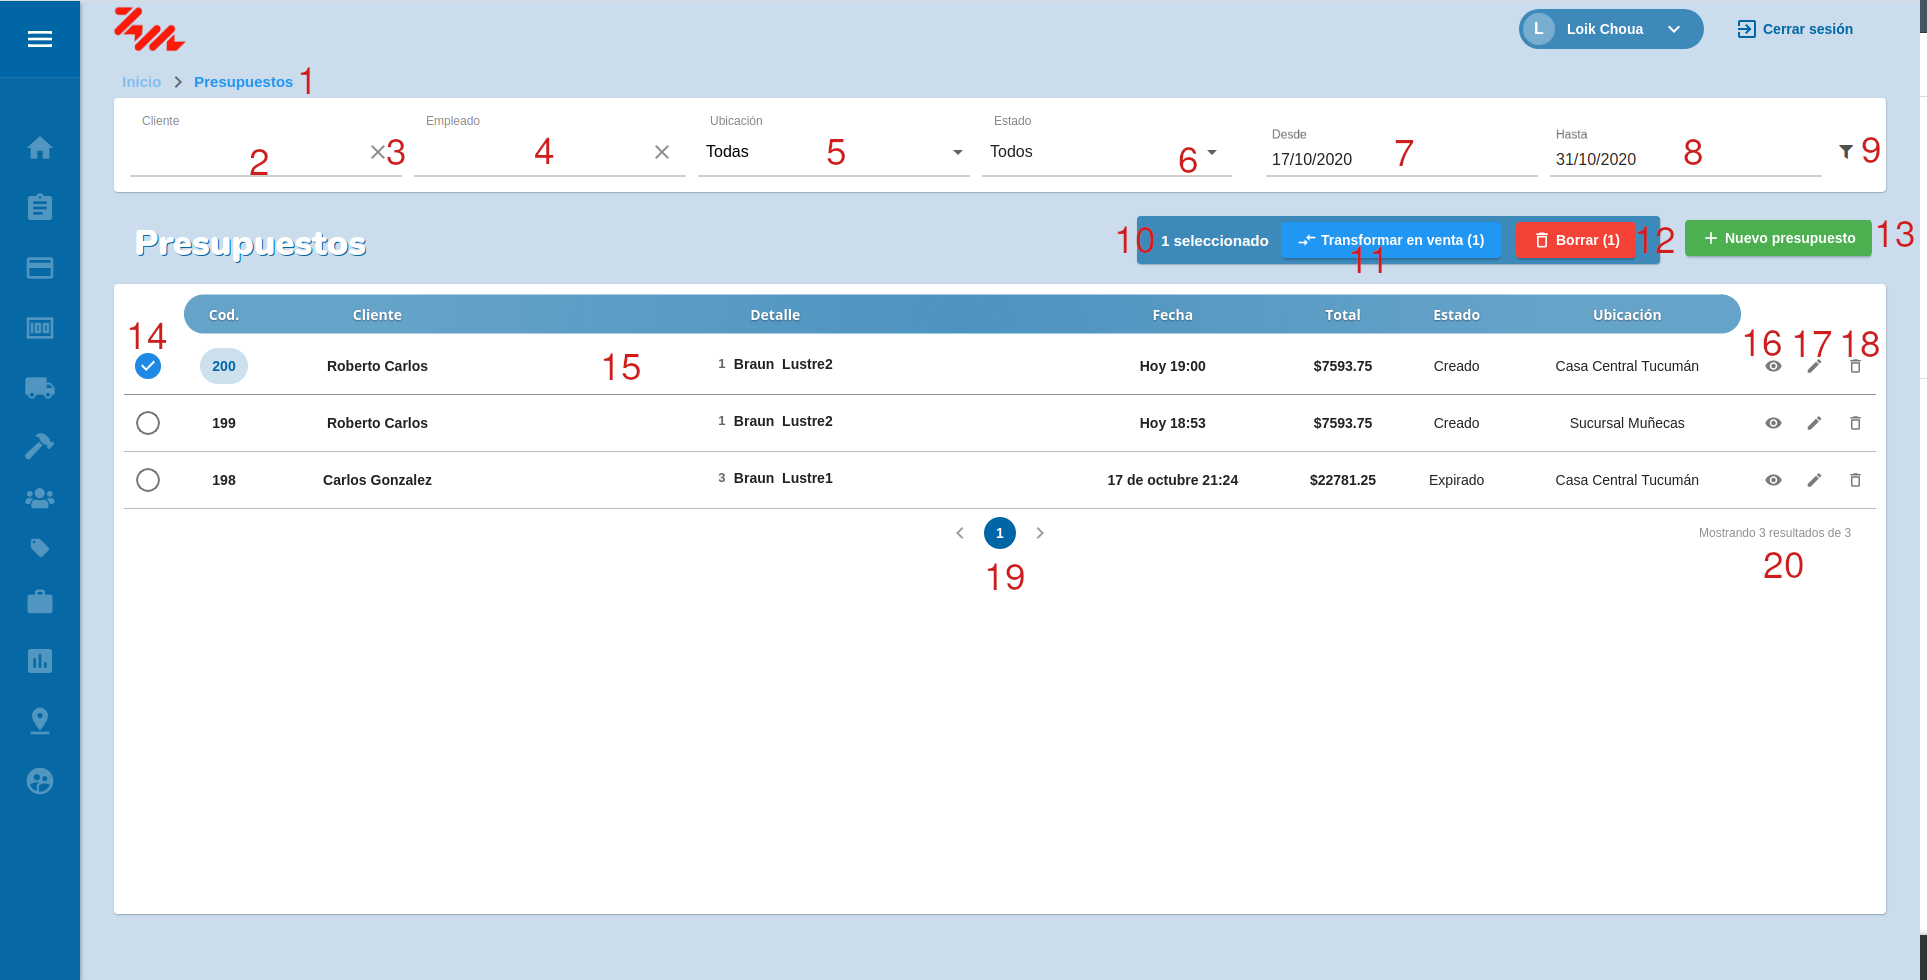 L Loik Choua Cerrar sesión
Inicio > Presupuestos 1
Cliente Empleado Ubicación Estado Desde Hasta
2 3 4 Todas 5 Todos 6 17/10/2020 7 31/10/2020 8 9
Presupuestos 10 1 seleccionado Transformar en venta (1) 11 Borrar (1) 12 + Nuevo presupuesto 13
Cod. Cliente Detalle Fecha Total Estado Ubicación
14 200 Roberto Carlos 15 1 Braun Lustre2 Hoy 19:00 $7593.75 Creado Casa Central Tucumán 16 17 18
199 Roberto Carlos 1 Braun Lustre2 Hoy 18:53 $7593.75 Creado Sucursal Muñecas
198 Carlos Gonzalez 3 Braun Lustre1 17 de octubre 21:24 $22781.25 Expirado Casa Central Tucumán
< 1 > Mostrando 3 resultados de 3
19 20